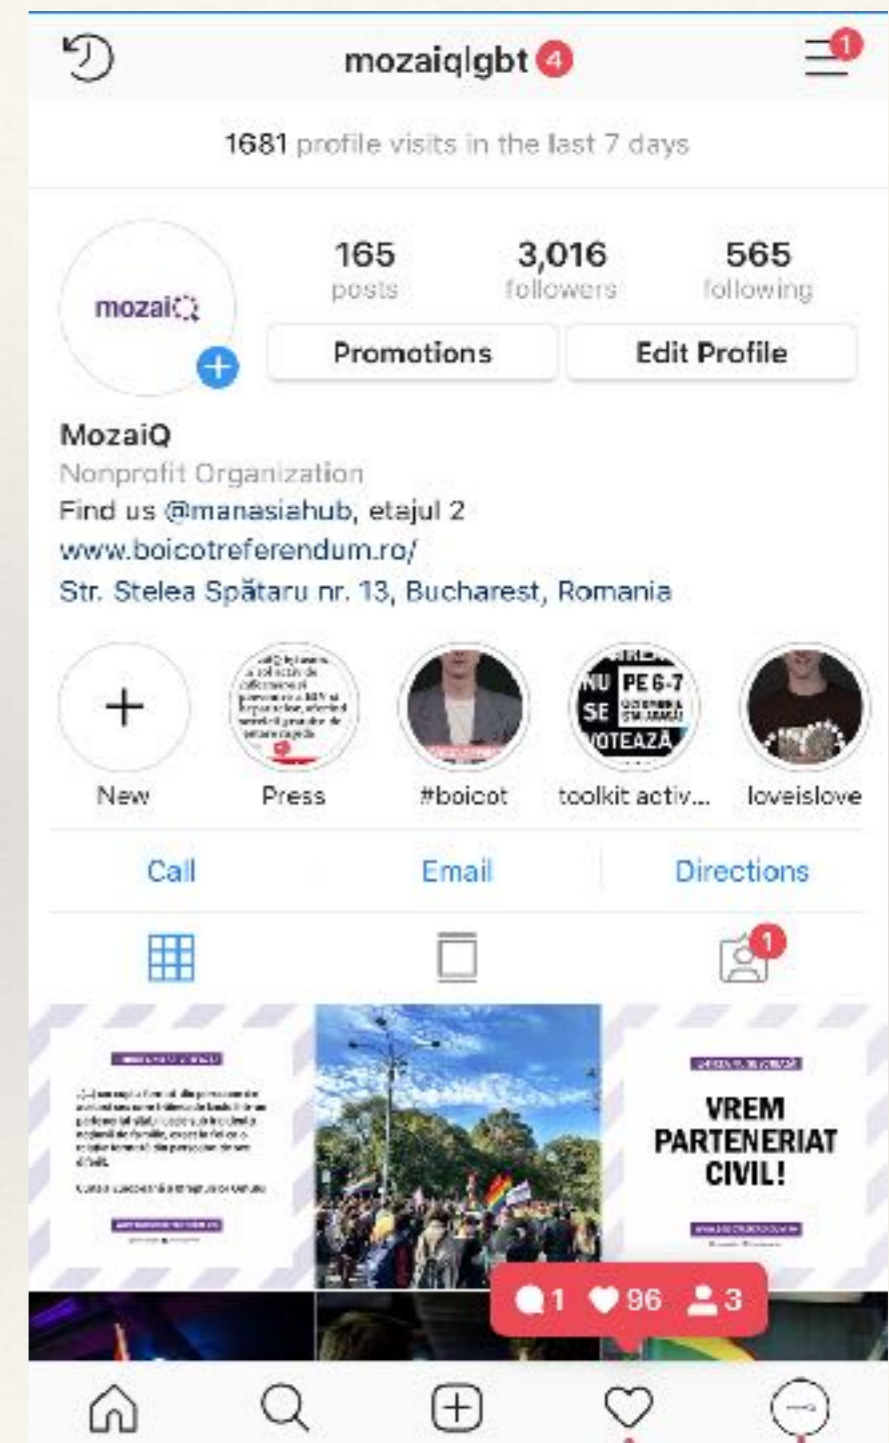 mozaiqlgbt 4
1
1681 profile visits in the last 7 days
165 3,016 565
posts followers following
mozaiQ
Promotions Edit Profile
MozaiQ
Nonprofit Organization
Find us @manasiahub, etajul 2
www.boicotreferendum.ro/
Str. Stelea Spătaru nr. 13, Bucharest, Romania
NU PE 6-7
SE
VOTEAZĂ
New Press #boicot toolkit activ... loveislove
Call Email Directions
1
VREM
PARTENERIAT
CIVIL!
1 96 3